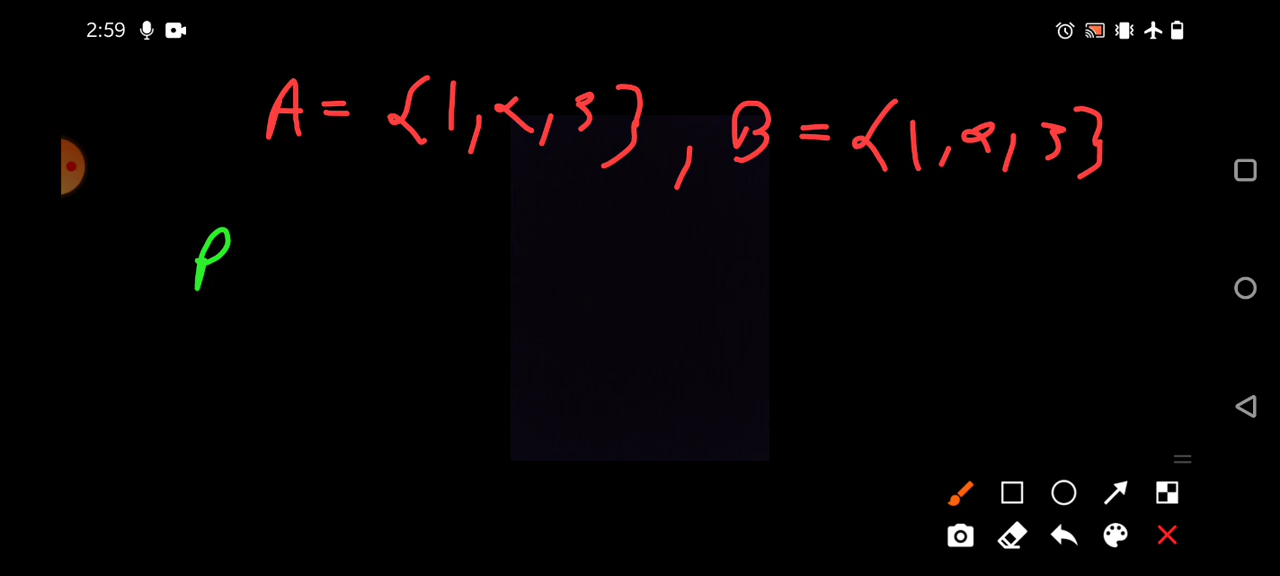 2:59
A = {1, 2, 3}, B = {1, 2, 3}
P